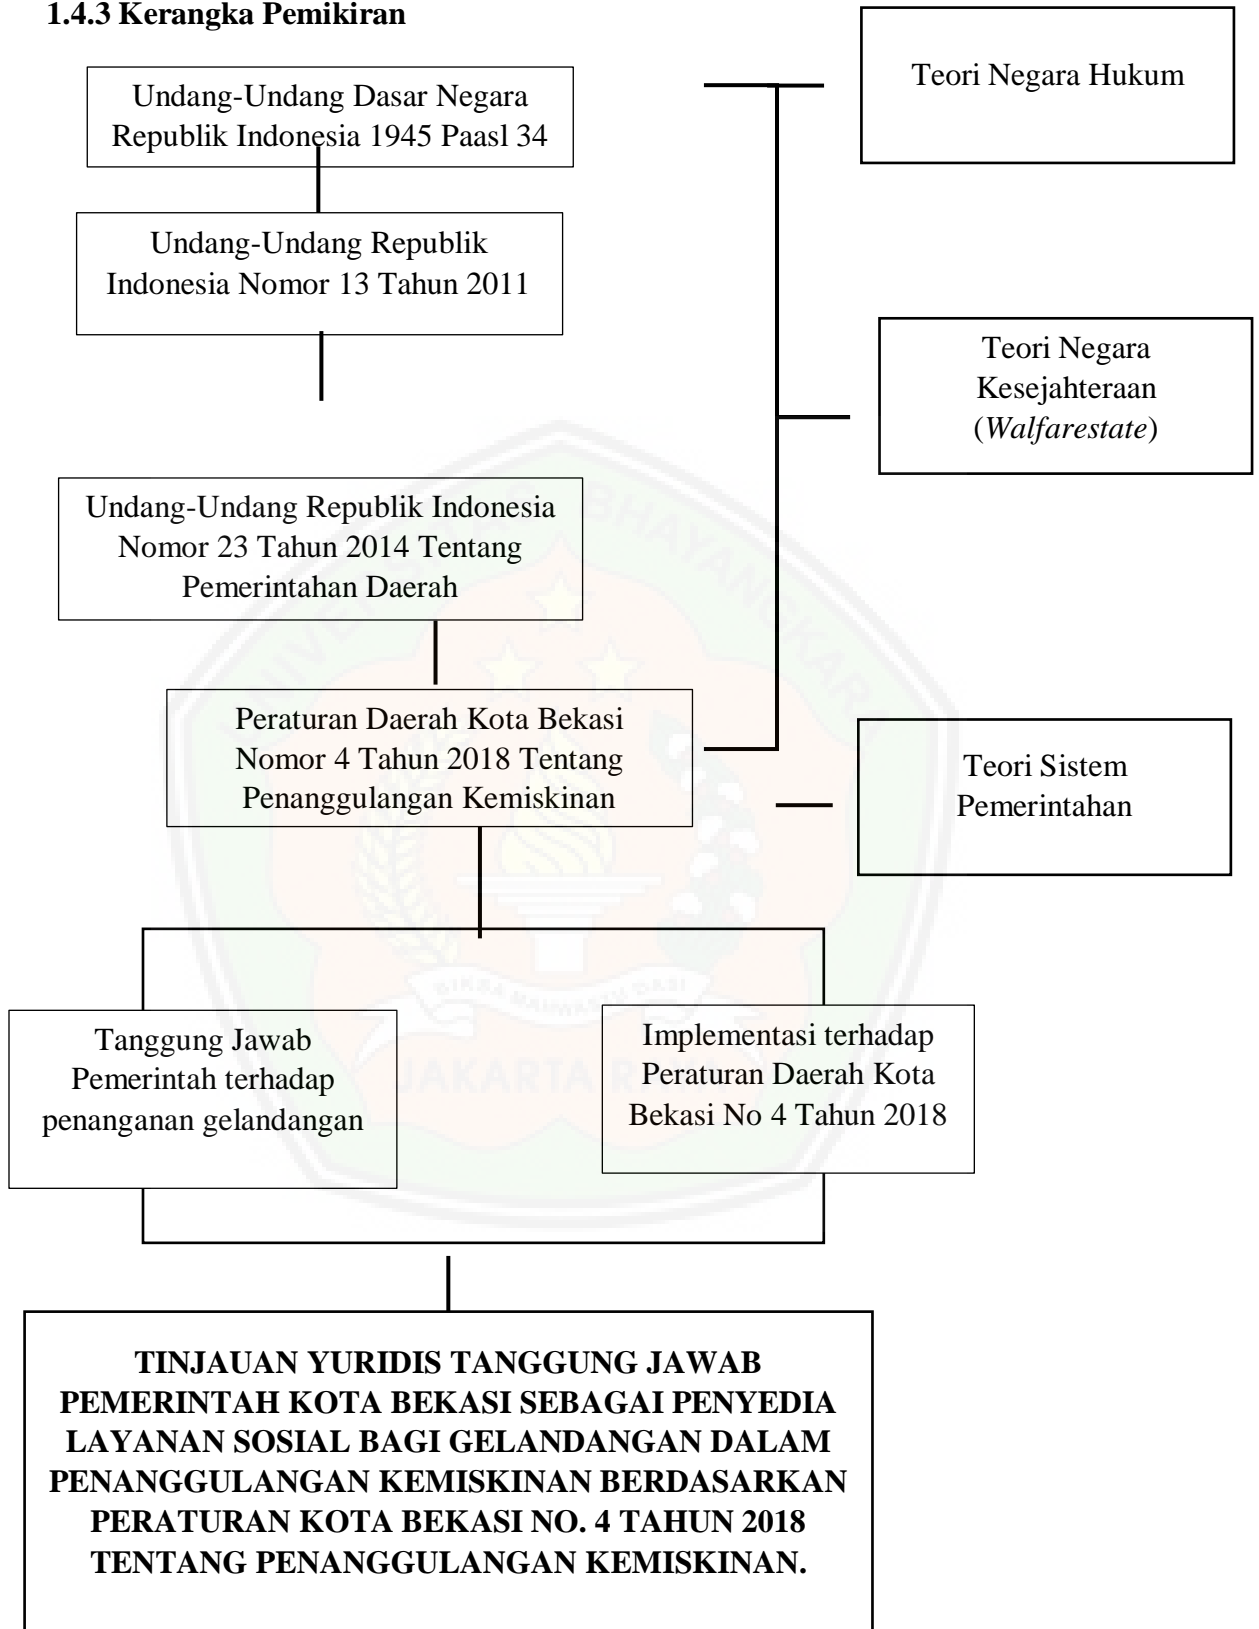 1.4.3 Kerangka Pemikiran
Undang-Undang Dasar Negara
Republik Indonesia 1945 Paasl 34
Teori Negara Hukum
Undang-Undang Republik
Indonesia Nomor 13 Tahun 2011
Teori Negara
Kesejahteraan
(Walfarestate)
Undang-Undang Republik Indonesia
Nomor 23 Tahun 2014 Tentang
Pemerintahan Daerah
Peraturan Daerah Kota Bekasi
Nomor 4 Tahun 2018 Tentang
Penanggulangan Kemiskinan
Teori Sistem
Pemerintahan
Tanggung Jawab
Pemerintah terhadap
penanganan gelandangan
Implementasi terhadap
Peraturan Daerah Kota
Bekasi No 4 Tahun 2018
TINJAUAN YURIDIS TANGGUNG JAWAB
PEMERINTAH KOTA BEKASI SEBAGAI PENYEDIA
LAYANAN SOSIAL BAGI GELANDANGAN DALAM
PENANGGULANGAN KEMISKINAN BERDASARKAN
PERATURAN KOTA BEKASI NO. 4 TAHUN 2018
TENTANG PENANGGULANGAN KEMISKINAN.
UNIVERSITAS BHAYANGKARA
JAKARTA